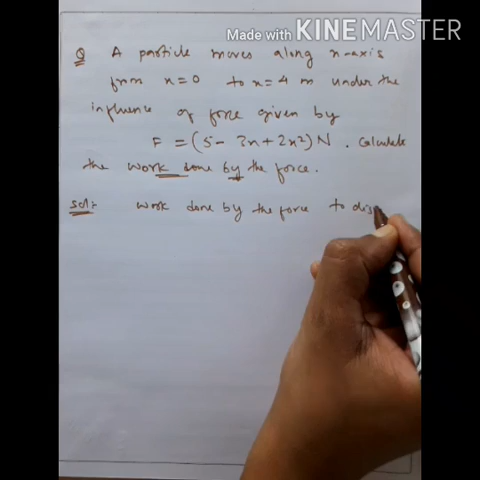 Made with KINEMASTER
Q A particle moves along x-axis
from x=0 to x=4 m under the
influence of force given by
F = (5 - 3x + 2x²) N. Calculate
the work done by the force.
Sol: Work done by the force to dis